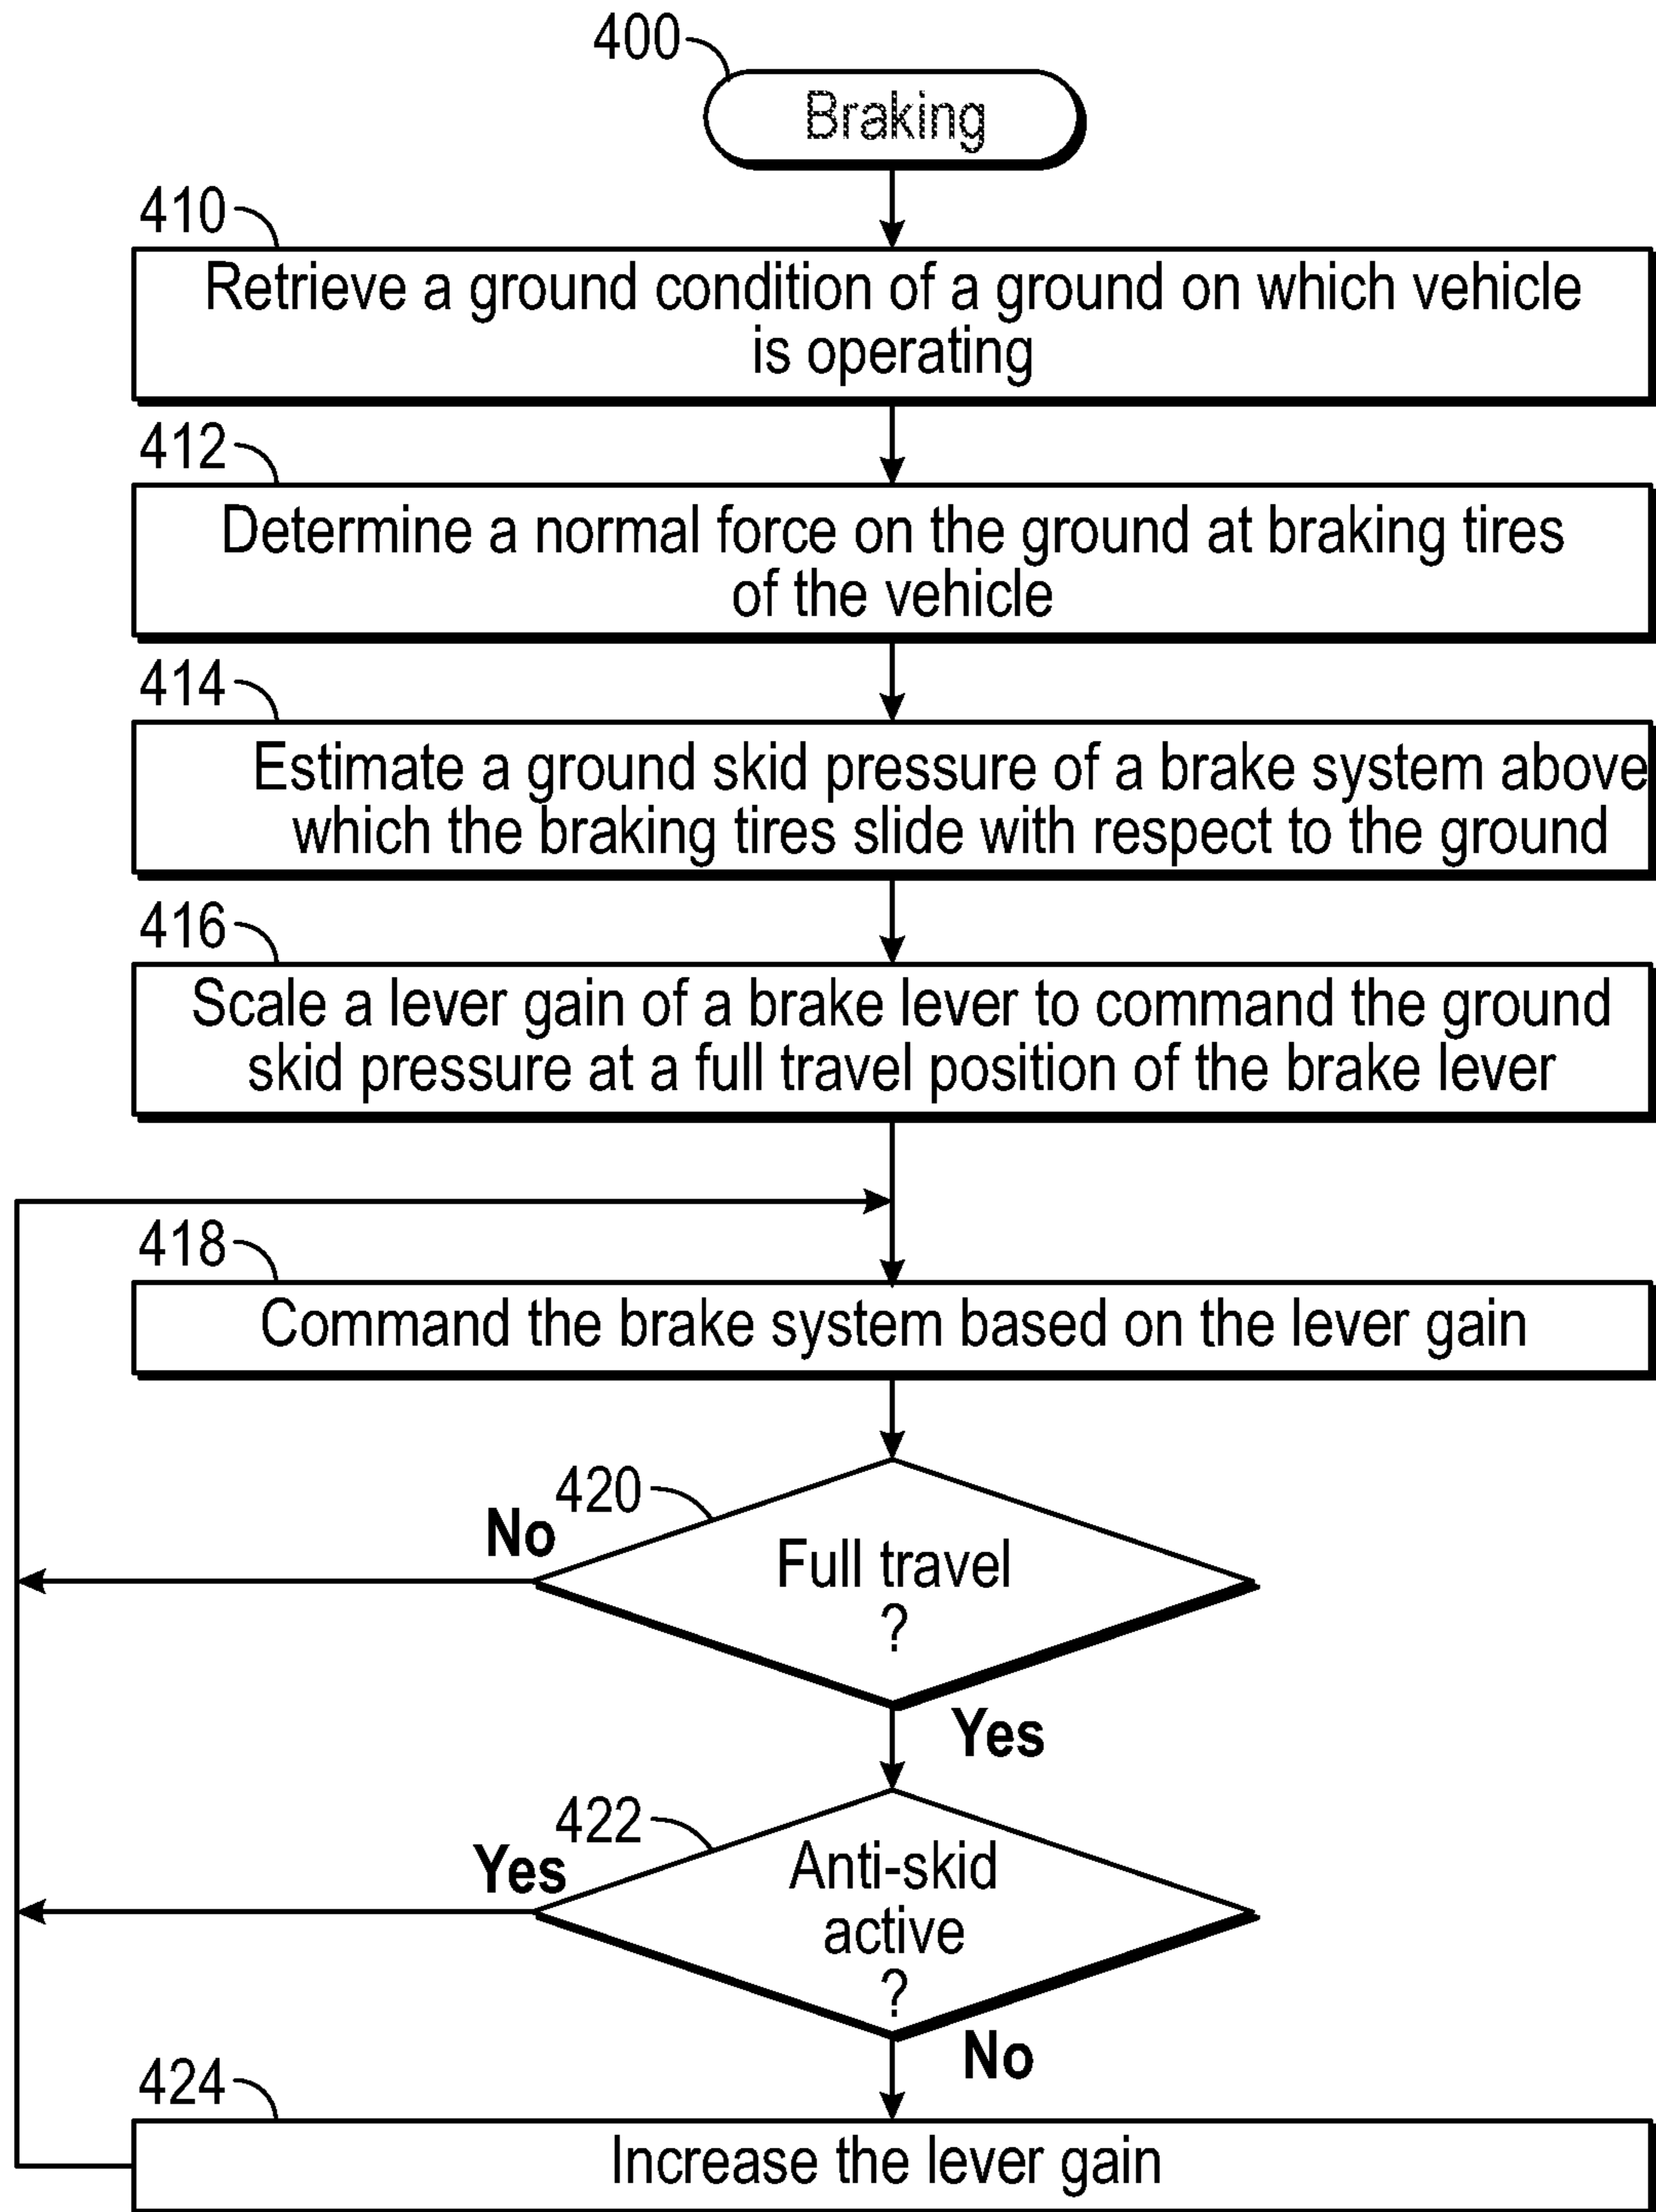 400
Braking
410
Retrieve a ground condition of a ground on which vehicle
is operating
412
Determine a normal force on the ground at braking tires
of the vehicle
414
Estimate a ground skid pressure of a brake system above
which the braking tires slide with respect to the ground
416
Scale a lever gain of a brake lever to command the ground
skid pressure at a full travel position of the brake lever
418
Command the brake system based on the lever gain
420
No
Full travel
?
Yes
422
Yes
Anti-skid
active
?
No
424
Increase the lever gain